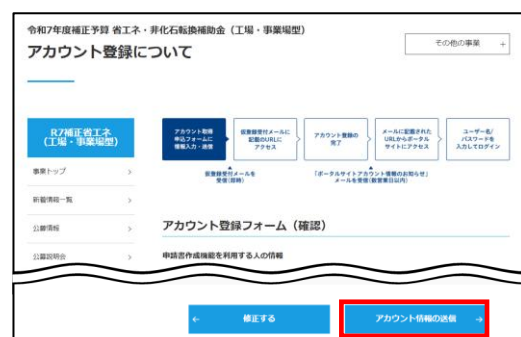 令和7年度補正予算 省エネ・非化石転換補助金（工場・事業場型）
アカウント登録について
その他の事業 +
R7補正省エネ
（工場・事業場型）
事業トップ >
新着情報一覧 >
公募情報 >
公募説明会 >
アカウント取得
申込フォームに
情報入力・送信
仮登録受付メールに
記載のURLに
アクセス
アカウント登録の
完了
メールに記載された
URLからポータル
サイトにアクセス
ユーザー名/
パスワードを
入力してログイン
仮登録受付メールを
受信(即時)
「ポータルサイトアカウント情報のお知らせ」
メールを受信(数営業日以内)
アカウント登録フォーム（確認）
申請書作成機能を利用する人の情報
← 修正する
アカウント情報の送信 →